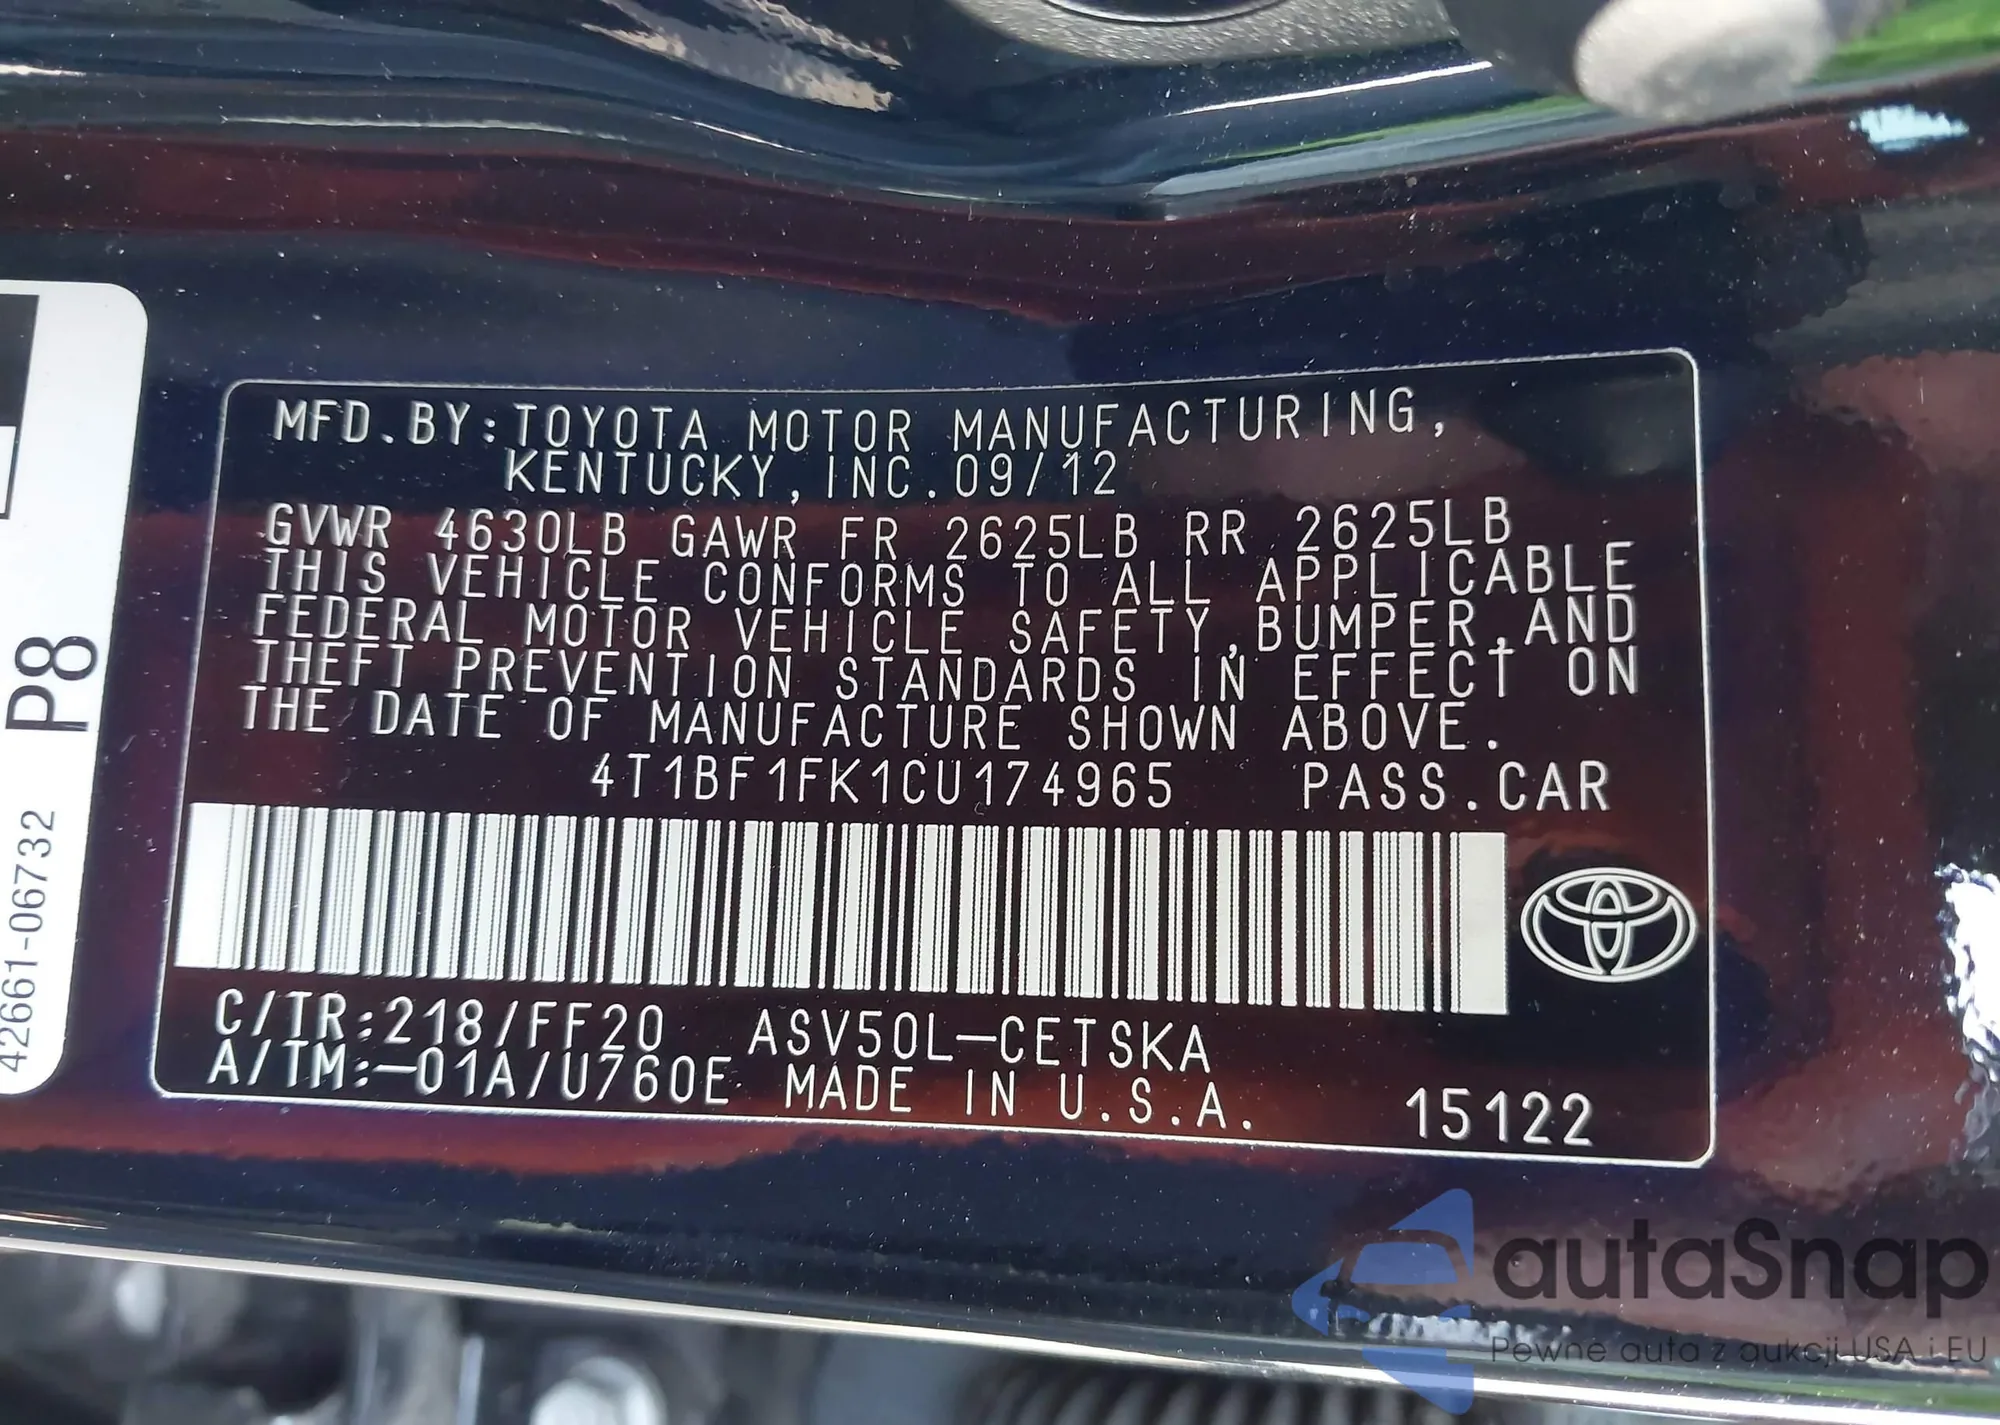 MFD.BY:TOYOTA MOTOR MANUFACTURING,
KENTUCKY,INC.09/12
GVWR 4630LB GAWR FR 2625LB RR 2625LB
THIS VEHICLE CONFORMS TO ALL APPLICABLE
FEDERAL MOTOR VEHICLE SAFETY,BUMPER,AND
THEFT PREVENTION STANDARDS IN EFFECT ON
THE DATE OF MANUFACTURE SHOWN ABOVE.
4T1BF1FK1CU174965 PASS.CAR
C/TR:218/FF20 ASV50L-CETSKA
A/TM:-01A/U760E MADE IN U.S.A.
15122
42661-06732 P8
autaSnap
Pewne auta z aukcji USA i EU